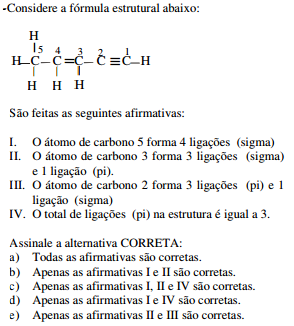 -Considere a fórmula estrutural abaixo:
H
5 4 3 2 1
H–C–C=C–C≡C–H
H H H
São feitas as seguintes afirmativas:
I. O átomo de carbono 5 forma 4 ligações (sigma)
II. O átomo de carbono 3 forma 3 ligações (sigma)
e 1 ligação (pi).
III. O átomo de carbono 2 forma 3 ligações (pi) e 1
ligação (sigma)
IV. O total de ligações (pi) na estrutura é igual a 3.
Assinale a alternativa CORRETA:
a) Todas as afirmativas são corretas.
b) Apenas as afirmativas I e II são corretas.
c) Apenas as afirmativas I, II e IV são corretas.
d) Apenas as afirmativas I e IV são corretas.
e) Apenas as afirmativas II e III são corretas.